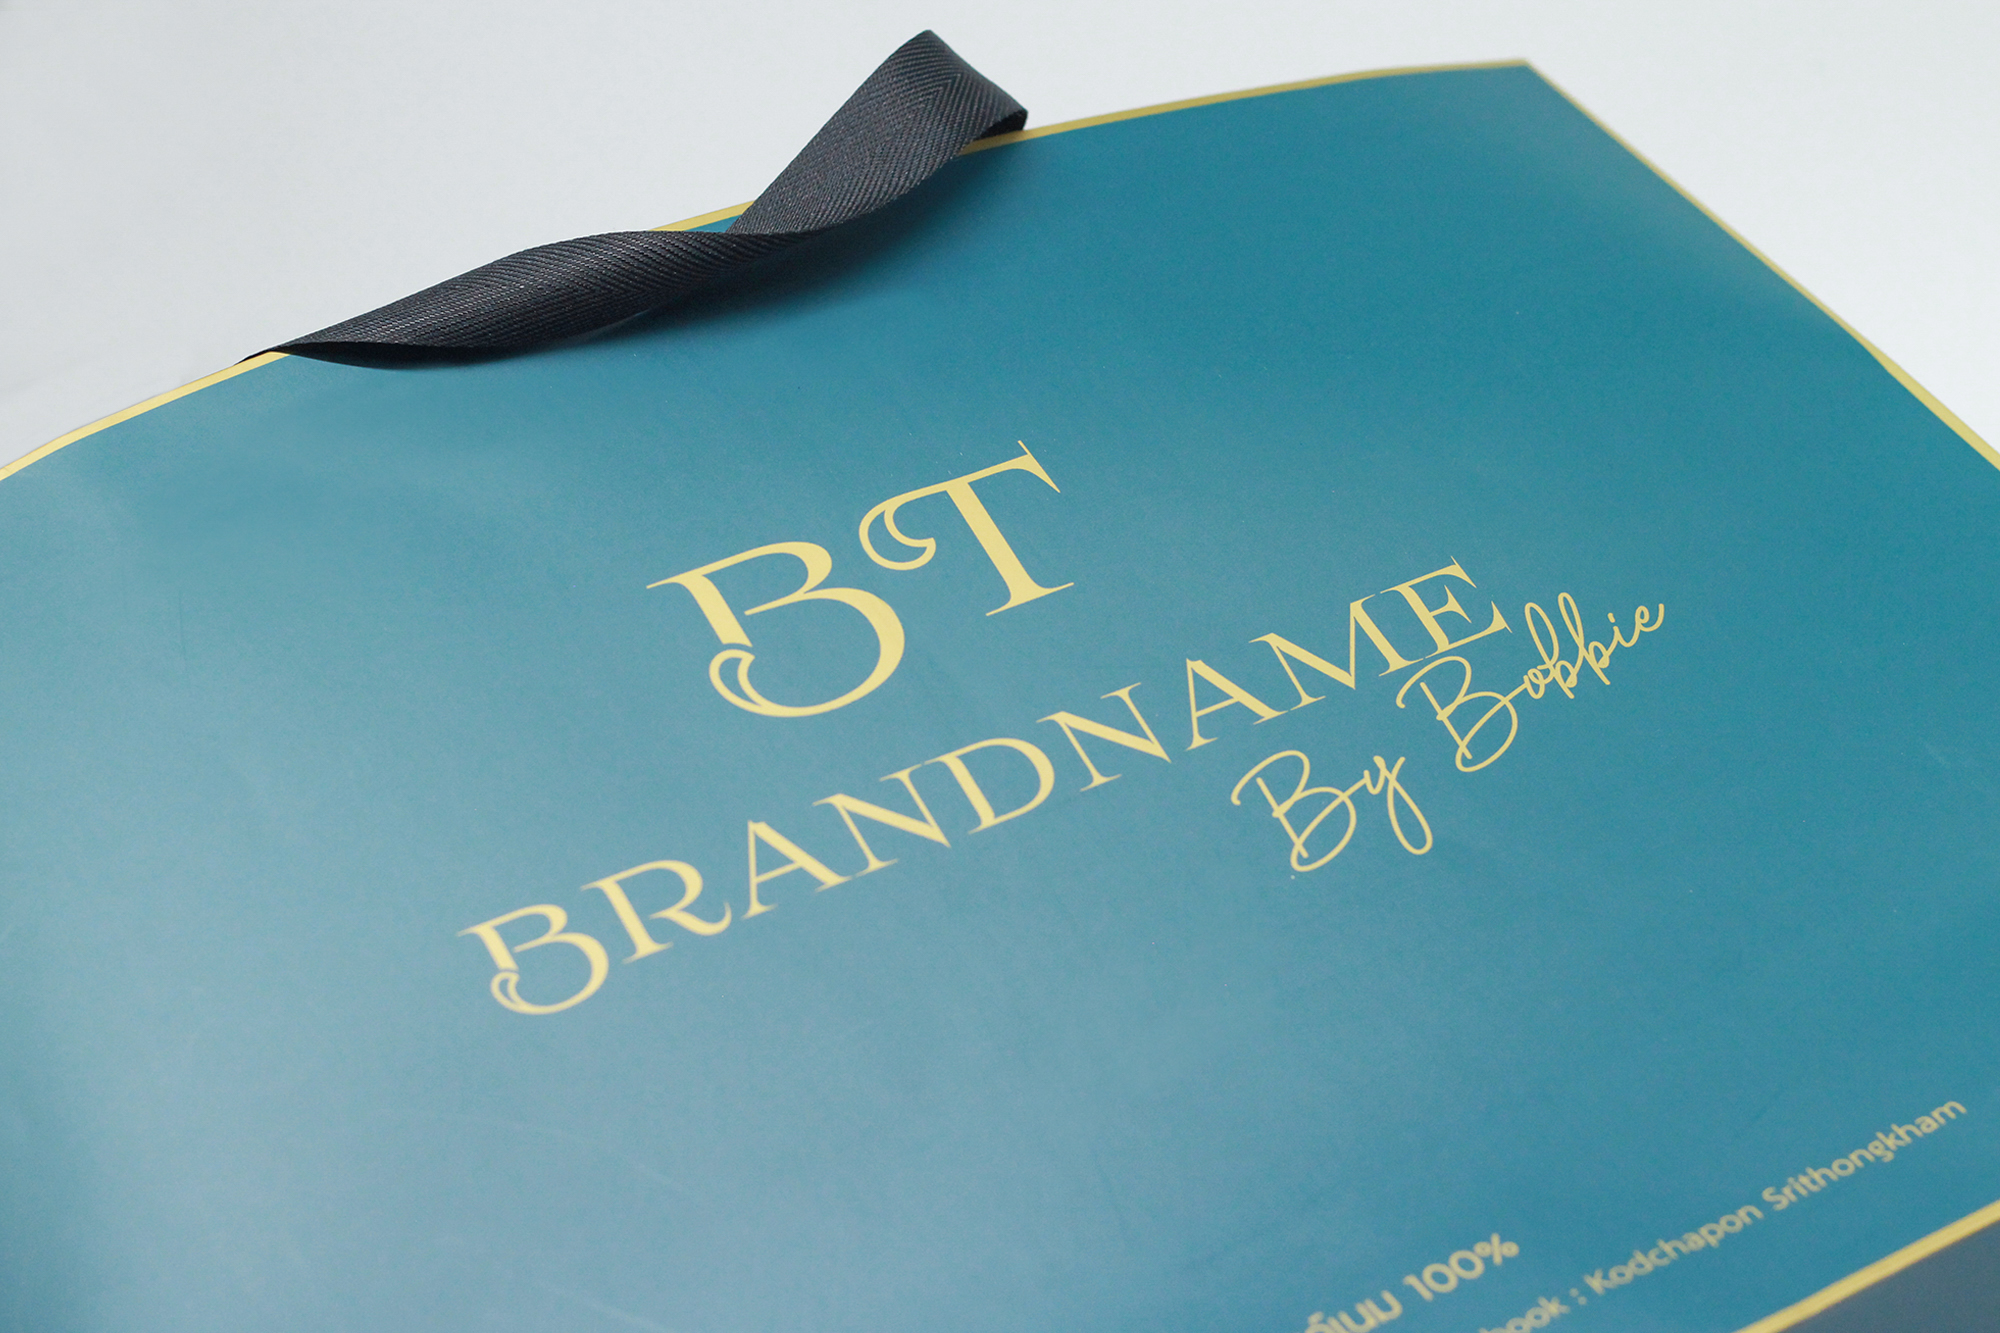 BT
BRANDNAME
By Bobbie
100%
: Kodchapon Srithongkham